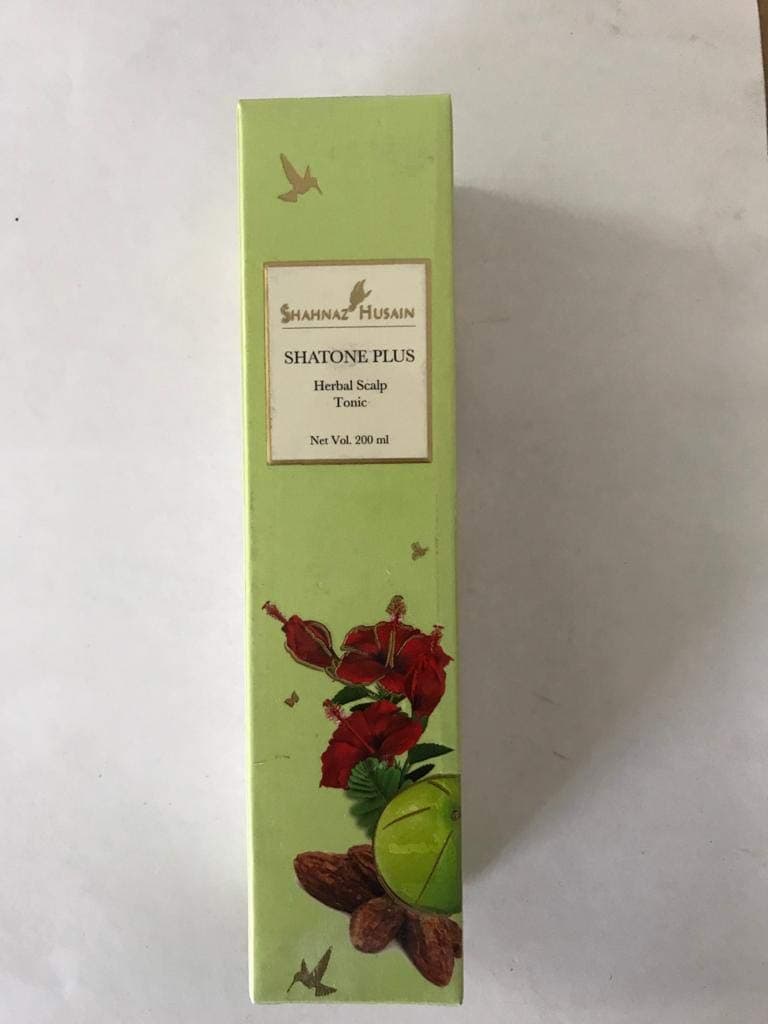 SHAHNAZ HUSAIN
SHATONE PLUS
Herbal Scalp
Tonic
Net Vol. 200 ml